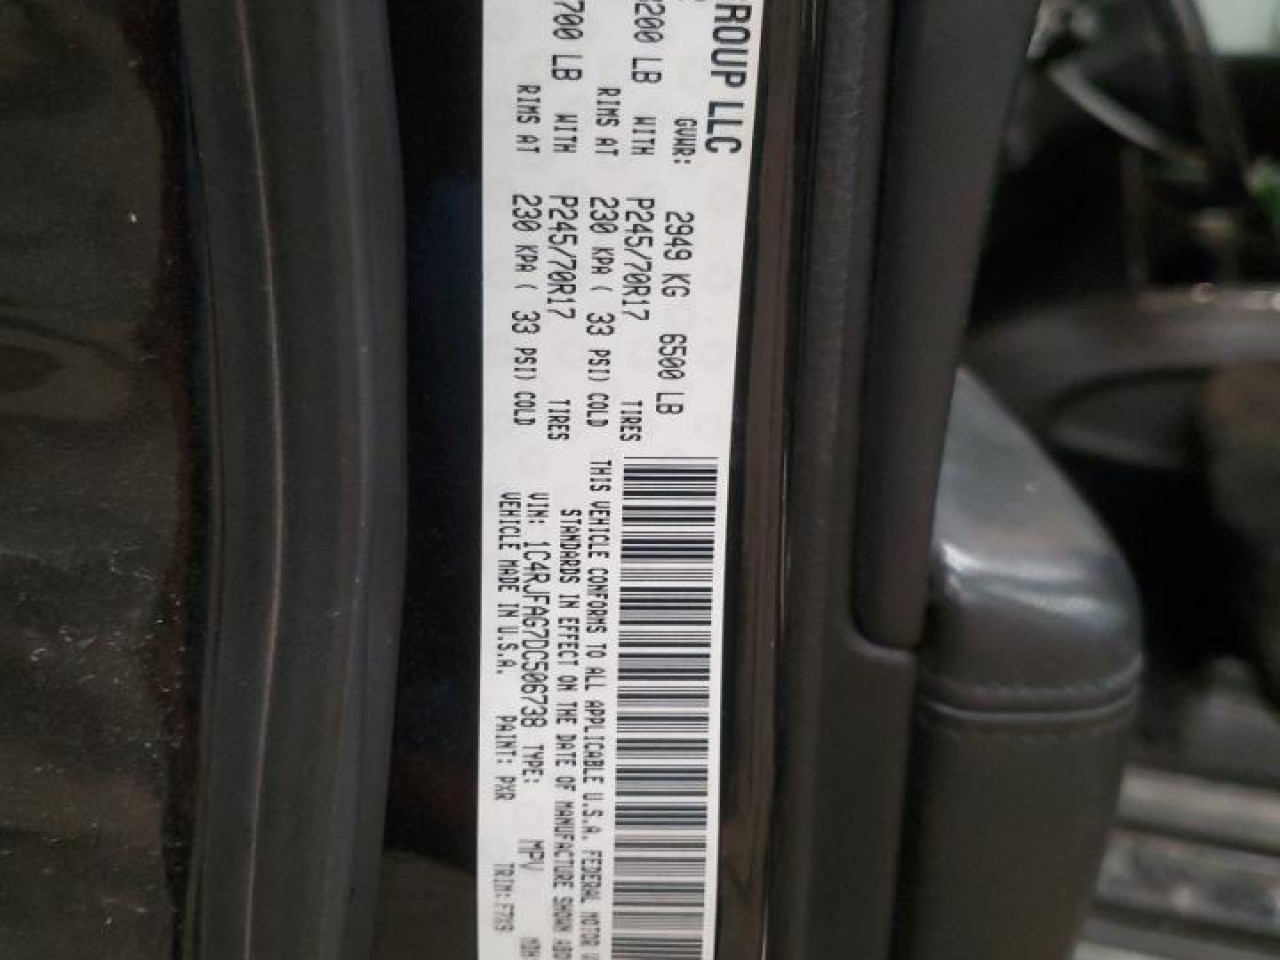 ROUP LLC
GVWR: 2949 KG 6500 LB
200 LB WITH P245/70R17 TIRES
RIMS AT 230 KPA ( 33 PSI) COLD
700 LB WITH P245/70R17 TIRES
RIMS AT 230 KPA ( 33 PSI) COLD
THIS VEHICLE CONFORMS TO ALL APPLICABLE U.S.A. FEDERAL MOTOR
STANDARDS IN EFFECT ON THE DATE OF MANUFACTURE SHOWN
VIN: 1C4RJFAG7DC506738 TYPE: MPV
VEHICLE MADE IN U.S.A. PAINT: PXR TRIM: